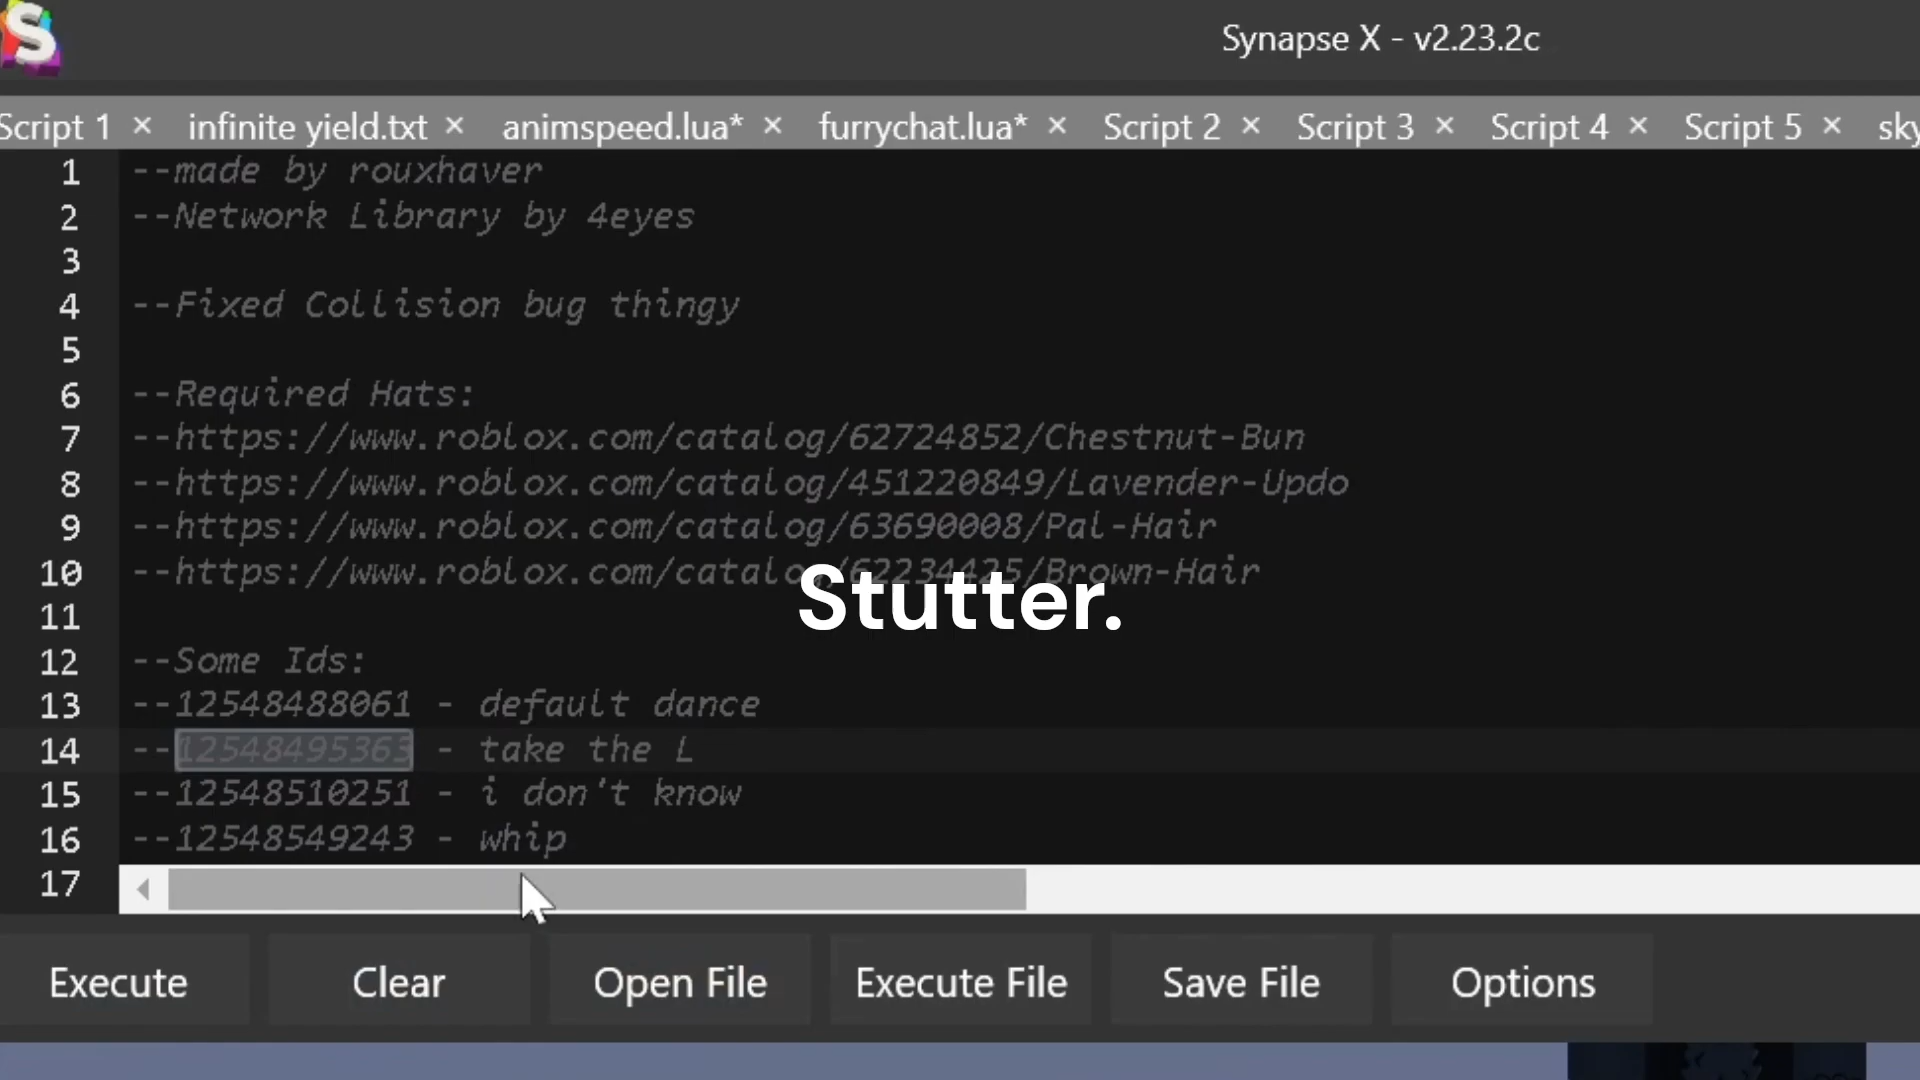 S
Synapse X - v2.23.2c
Script 1 × infinite yield.txt × animspeed.lua* × furrychat.lua* × Script 2 × Script 3 × Script 4 × Script 5 × sky
1 --made by rouxhaver
2 --Network Library by 4eyes
3
4 --Fixed Collision bug thingy
5
6 --Required Hats:
7 --https://www.roblox.com/catalog/62724852/Chestnut-Bun
8 --https://www.roblox.com/catalog/451220849/Lavender-Updo
9 --https://www.roblox.com/catalog/63690008/Pal-Hair
10 --https://www.roblox.com/catalog/62234425/Brown-Hair
Stutter.
11
12 --Some Ids:
13 --12548488061 - default dance
14 --12548495363 - take the L
15 --12548510251 - i don't know
16 --12548549243 - whip
17
Execute Clear Open File Execute File Save File Options